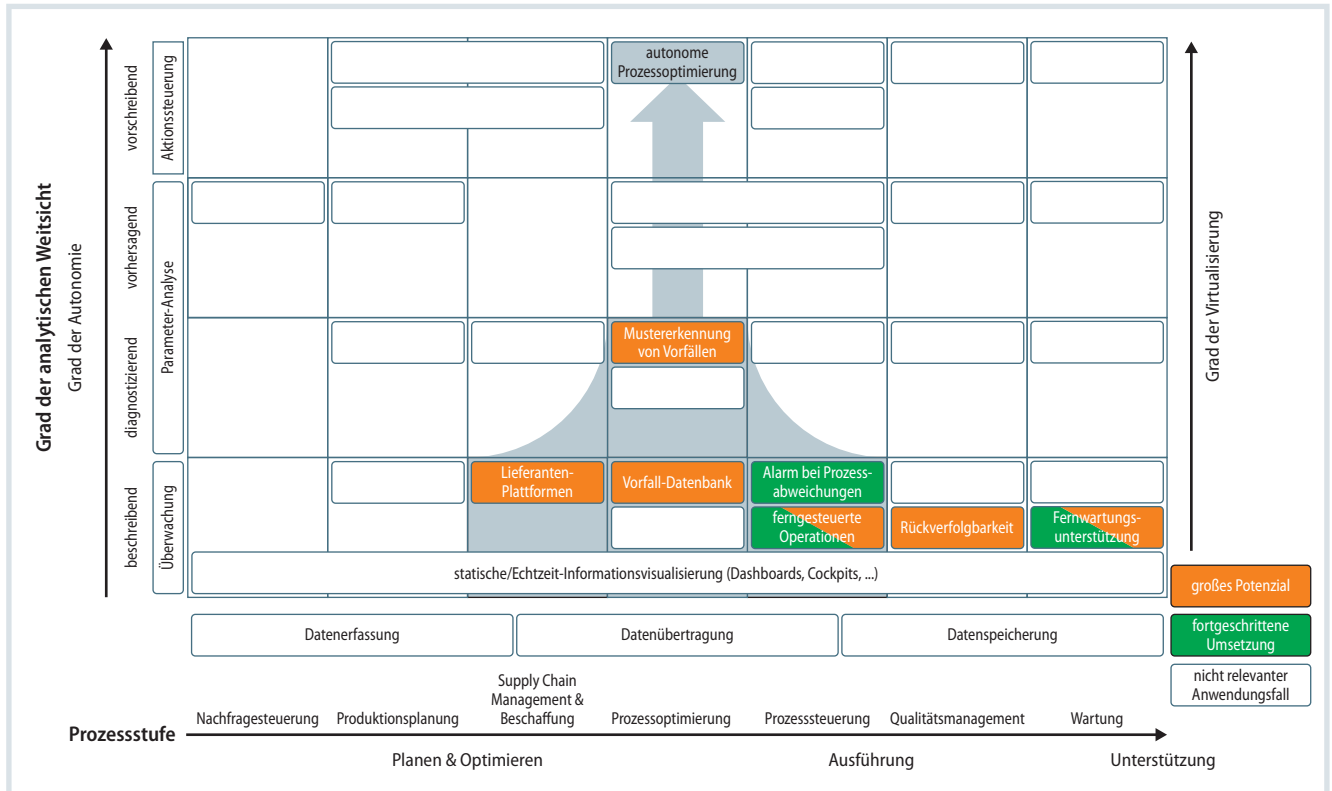 Grad der analytischen Weitsicht
Grad der Autonomie
vorschreibend
vorhersagend
diagnostizierend
beschreibend
Aktionssteuerung
Parameter-Analyse
Überwachung
autonome
Prozessoptimierung
Mustererkennung
von Vorfällen
Lieferanten-
Plattformen
Vorfall-Datenbank
Alarm bei Prozess-
abweichungen
ferngesteuerte
Operationen
Rückverfolgbarkeit
Fernwartungs-
unterstützung
statische/Echtzeit-Informationsvisualisierung (Dashboards, Cockpits, ...)
Grad der Virtualisierung
großes Potenzial
fortgeschrittene
Umsetzung
nicht relevanter
Anwendungsfall
Datenerfassung
Datenübertragung
Datenspeicherung
Nachfragesteuerung
Produktionsplanung
Supply Chain
Management &
Beschaffung
Prozessoptimierung
Prozesssteuerung
Qualitätsmanagement
Wartung
Prozessstufe
Planen & Optimieren
Ausführung
Unterstützung